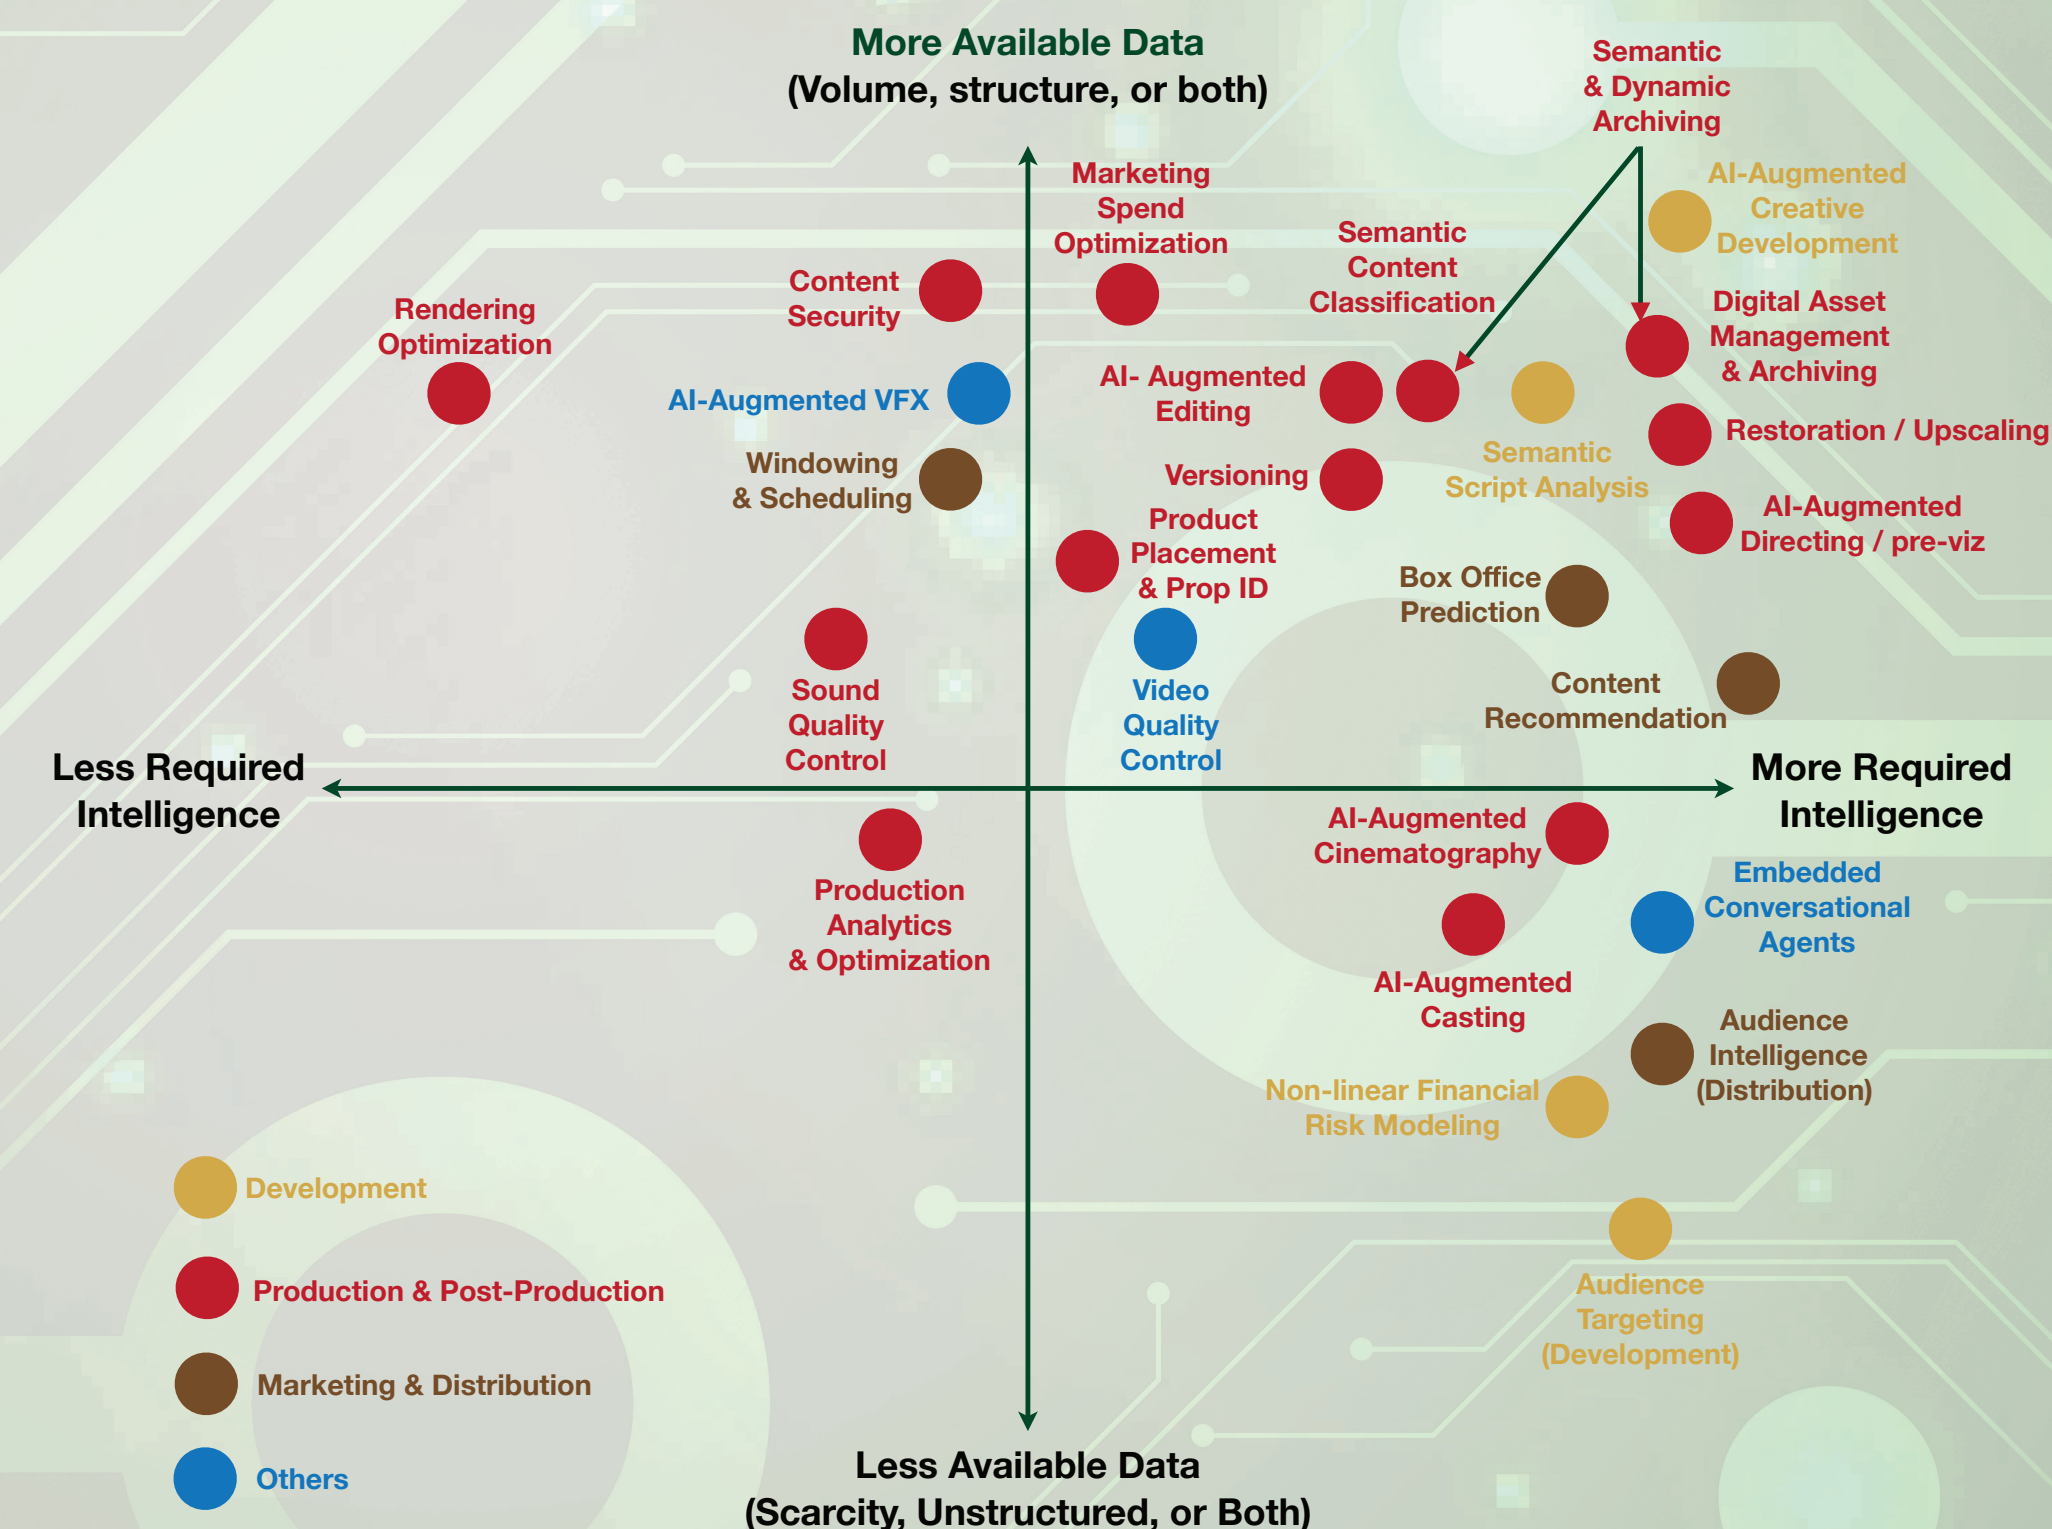 More Available Data
(Volume, structure, or both)
Semantic
& Dynamic
Archiving
Marketing
Spend
Optimization
AI-Augmented
Creative
Development
Semantic
Content
Classification
Content
Security
Rendering
Optimization
Digital Asset
Management
& Archiving
AI-Augmented VFX
AI- Augmented
Editing
Restoration / Upscaling
Semantic
Script Analysis
Windowing
& Scheduling
Versioning
AI-Augmented
Directing / pre-viz
Product
Placement
& Prop ID
Box Office
Prediction
Sound
Quality
Control
Video
Quality
Control
Content
Recommendation
Less Required
Intelligence
More Required
Intelligence
AI-Augmented
Cinematography
Embedded
Conversational
Agents
Production
Analytics
& Optimization
AI-Augmented
Casting
Audience
Intelligence
(Distribution)
Non-linear Financial
Risk Modeling
Audience
Targeting
(Development)
Development
Production & Post-Production
Marketing & Distribution
Others
Less Available Data
(Scarcity, Unstructured, or Both)